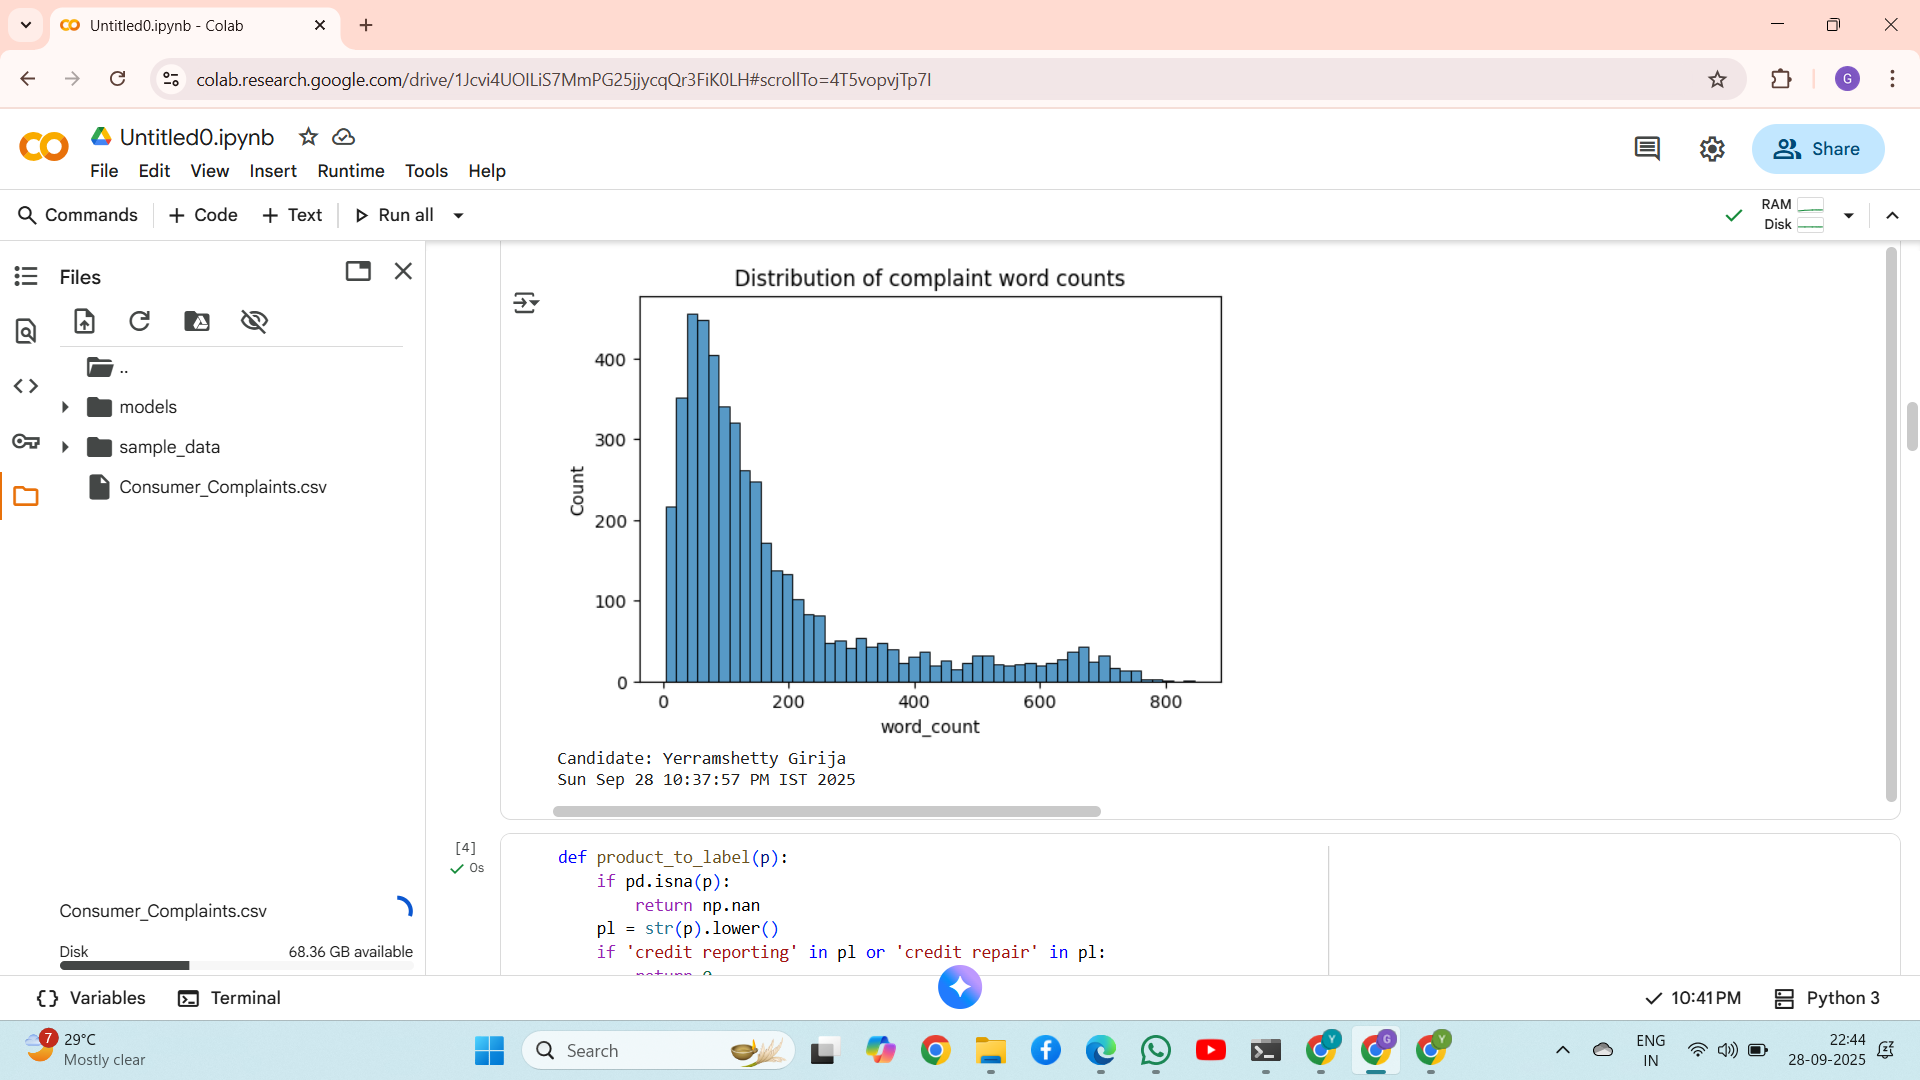 Untitled0.ipynb - Colab
colab.research.google.com/drive/1Jcvi4UOILiS7MmPG25jjycqQr3FiK0LH#scrollTo=4T5vopvjTp7I
G
Untitled0.ipynb
File Edit View Insert Runtime Tools Help
Share
Commands + Code + Text Run all
RAM
Disk
Files
..
models
sample_data
Consumer_Complaints.csv
Distribution of complaint word counts
400
300
200
100
0
Count
0 200 400 600 800
word_count
Candidate: Yerramshetty Girija
Sun Sep 28 10:37:57 PM IST 2025
[4]
0s
def product_to_label(p):
if pd.isna(p):
return np.nan
pl = str(p).lower()
if 'credit reporting' in pl or 'credit repair' in pl:
Consumer_Complaints.csv
Disk 68.36 GB available
Variables Terminal
10:41 PM Python 3
7
29°C
Mostly clear
Search
Y G Y
ENG
IN
22:44
28-09-2025